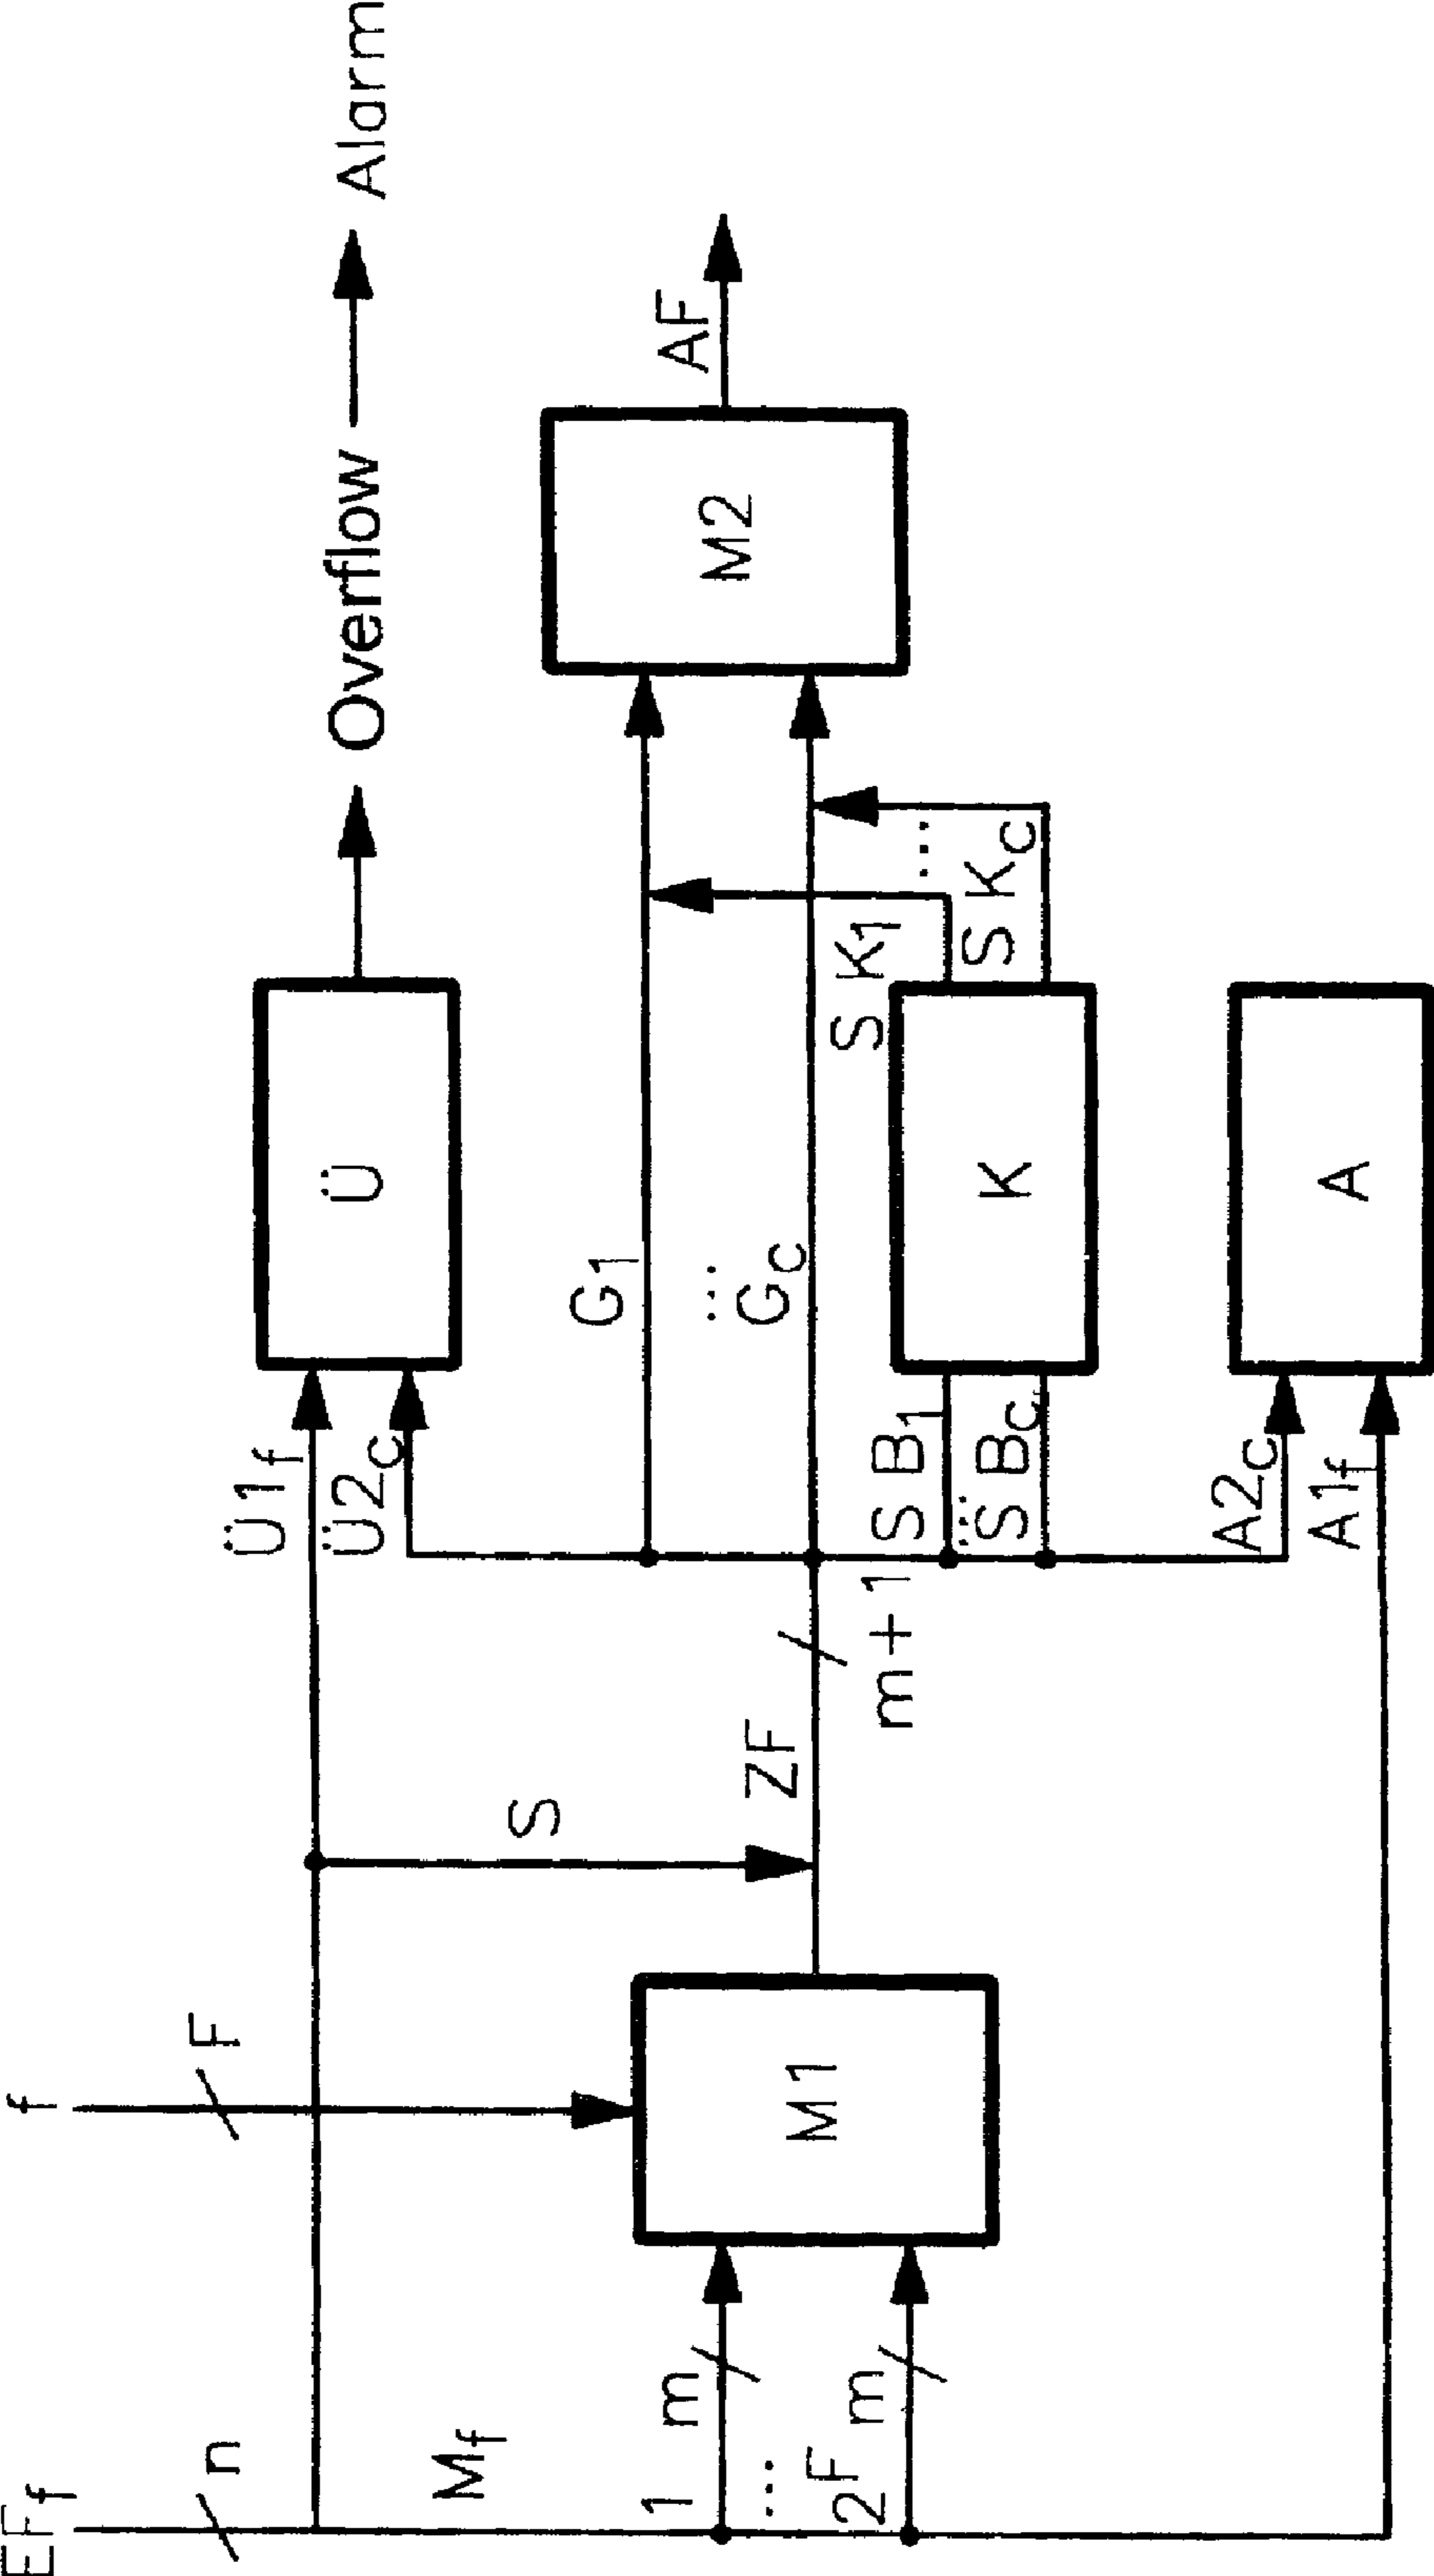 EF_f
n
f
F
M_f
1
m
...
2^F
m
M1
S
ZF
m+1
Ü1_f
Ü2_c
Ü
Overflow
Alarm
G_1
...
G_c
M2
AF
S B_1
...
S B_c
K
S K_1
...
S K_c
A2_c
A1_f
A